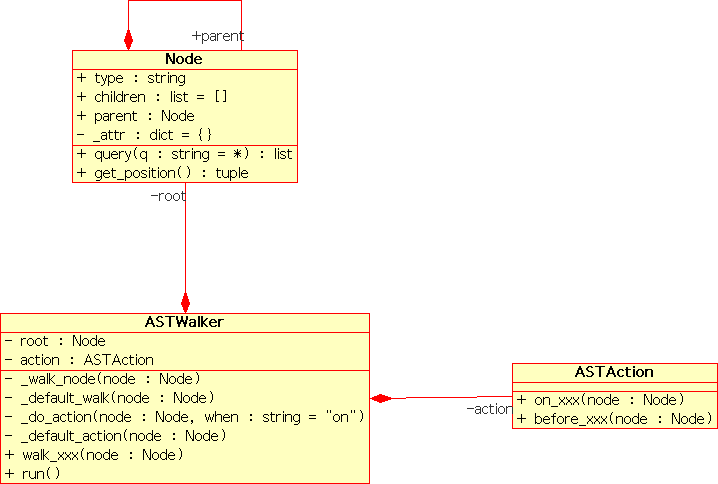 +parent
Node
+ type : string
+ children : list = []
+ parent : Node
- _attr : dict = {}
+ query(q : string = *) : list
+ get_position() : tuple
-root
ASTWalker
- root : Node
- action : ASTAction
- _walk_node(node : Node)
- _default_walk(node : Node)
- _do_action(node : Node, when : string = "on")
- _default_action(node : Node)
+ walk_xxx(node : Node)
+ run()
-action
ASTAction
+ on_xxx(node : Node)
+ before_xxx(node : Node)